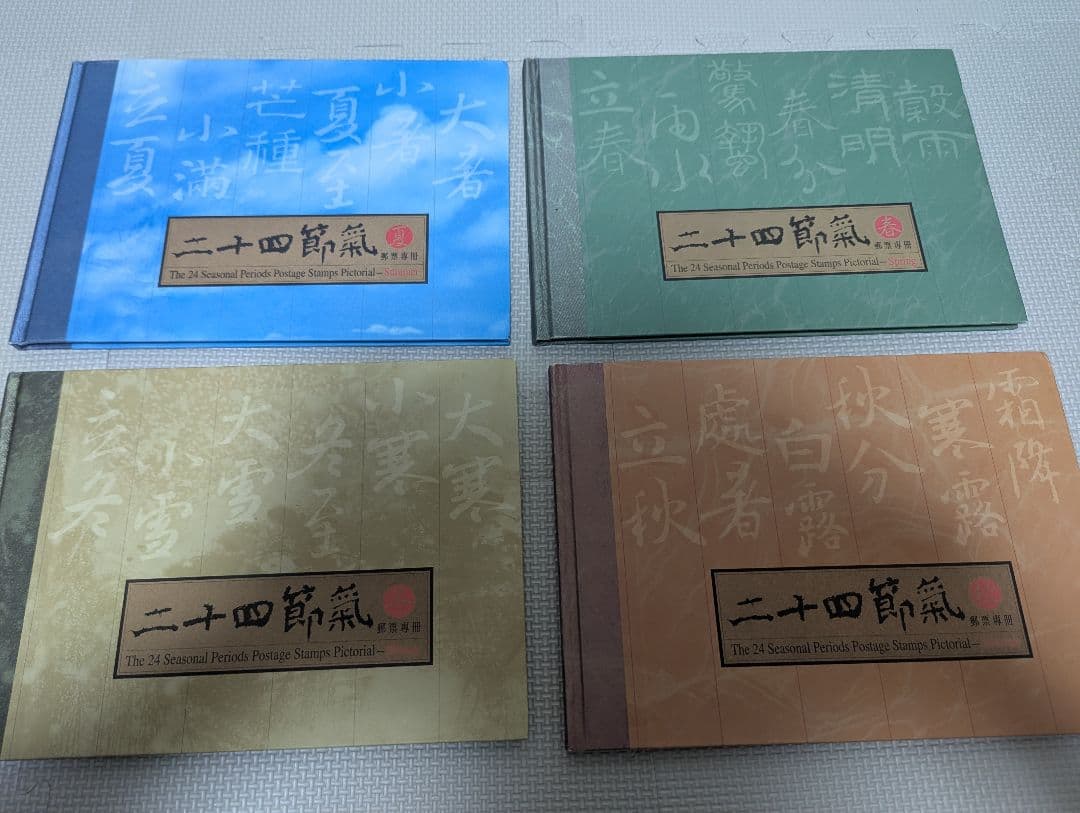 立夏
小滿
芒種
夏至
小暑
大暑
二十四節氣
夏
郵票專冊
The 24 Seasonal Periods Postage Stamps Pictorial—Summer
立春
雨水
驚蟄
春分
清明
穀雨
二十四節氣
春
郵票專冊
The 24 Seasonal Periods Postage Stamps Pictorial—Spring
立冬
小雪
大雪
冬至
小寒
大寒
二十四節氣
郵票專冊
The 24 Seasonal Periods Postage Stamps Pictorial—
立秋
處暑
白露
秋分
寒露
霜降
二十四節氣
郵票專冊
The 24 Seasonal Periods Postage Stamps Pictorial—